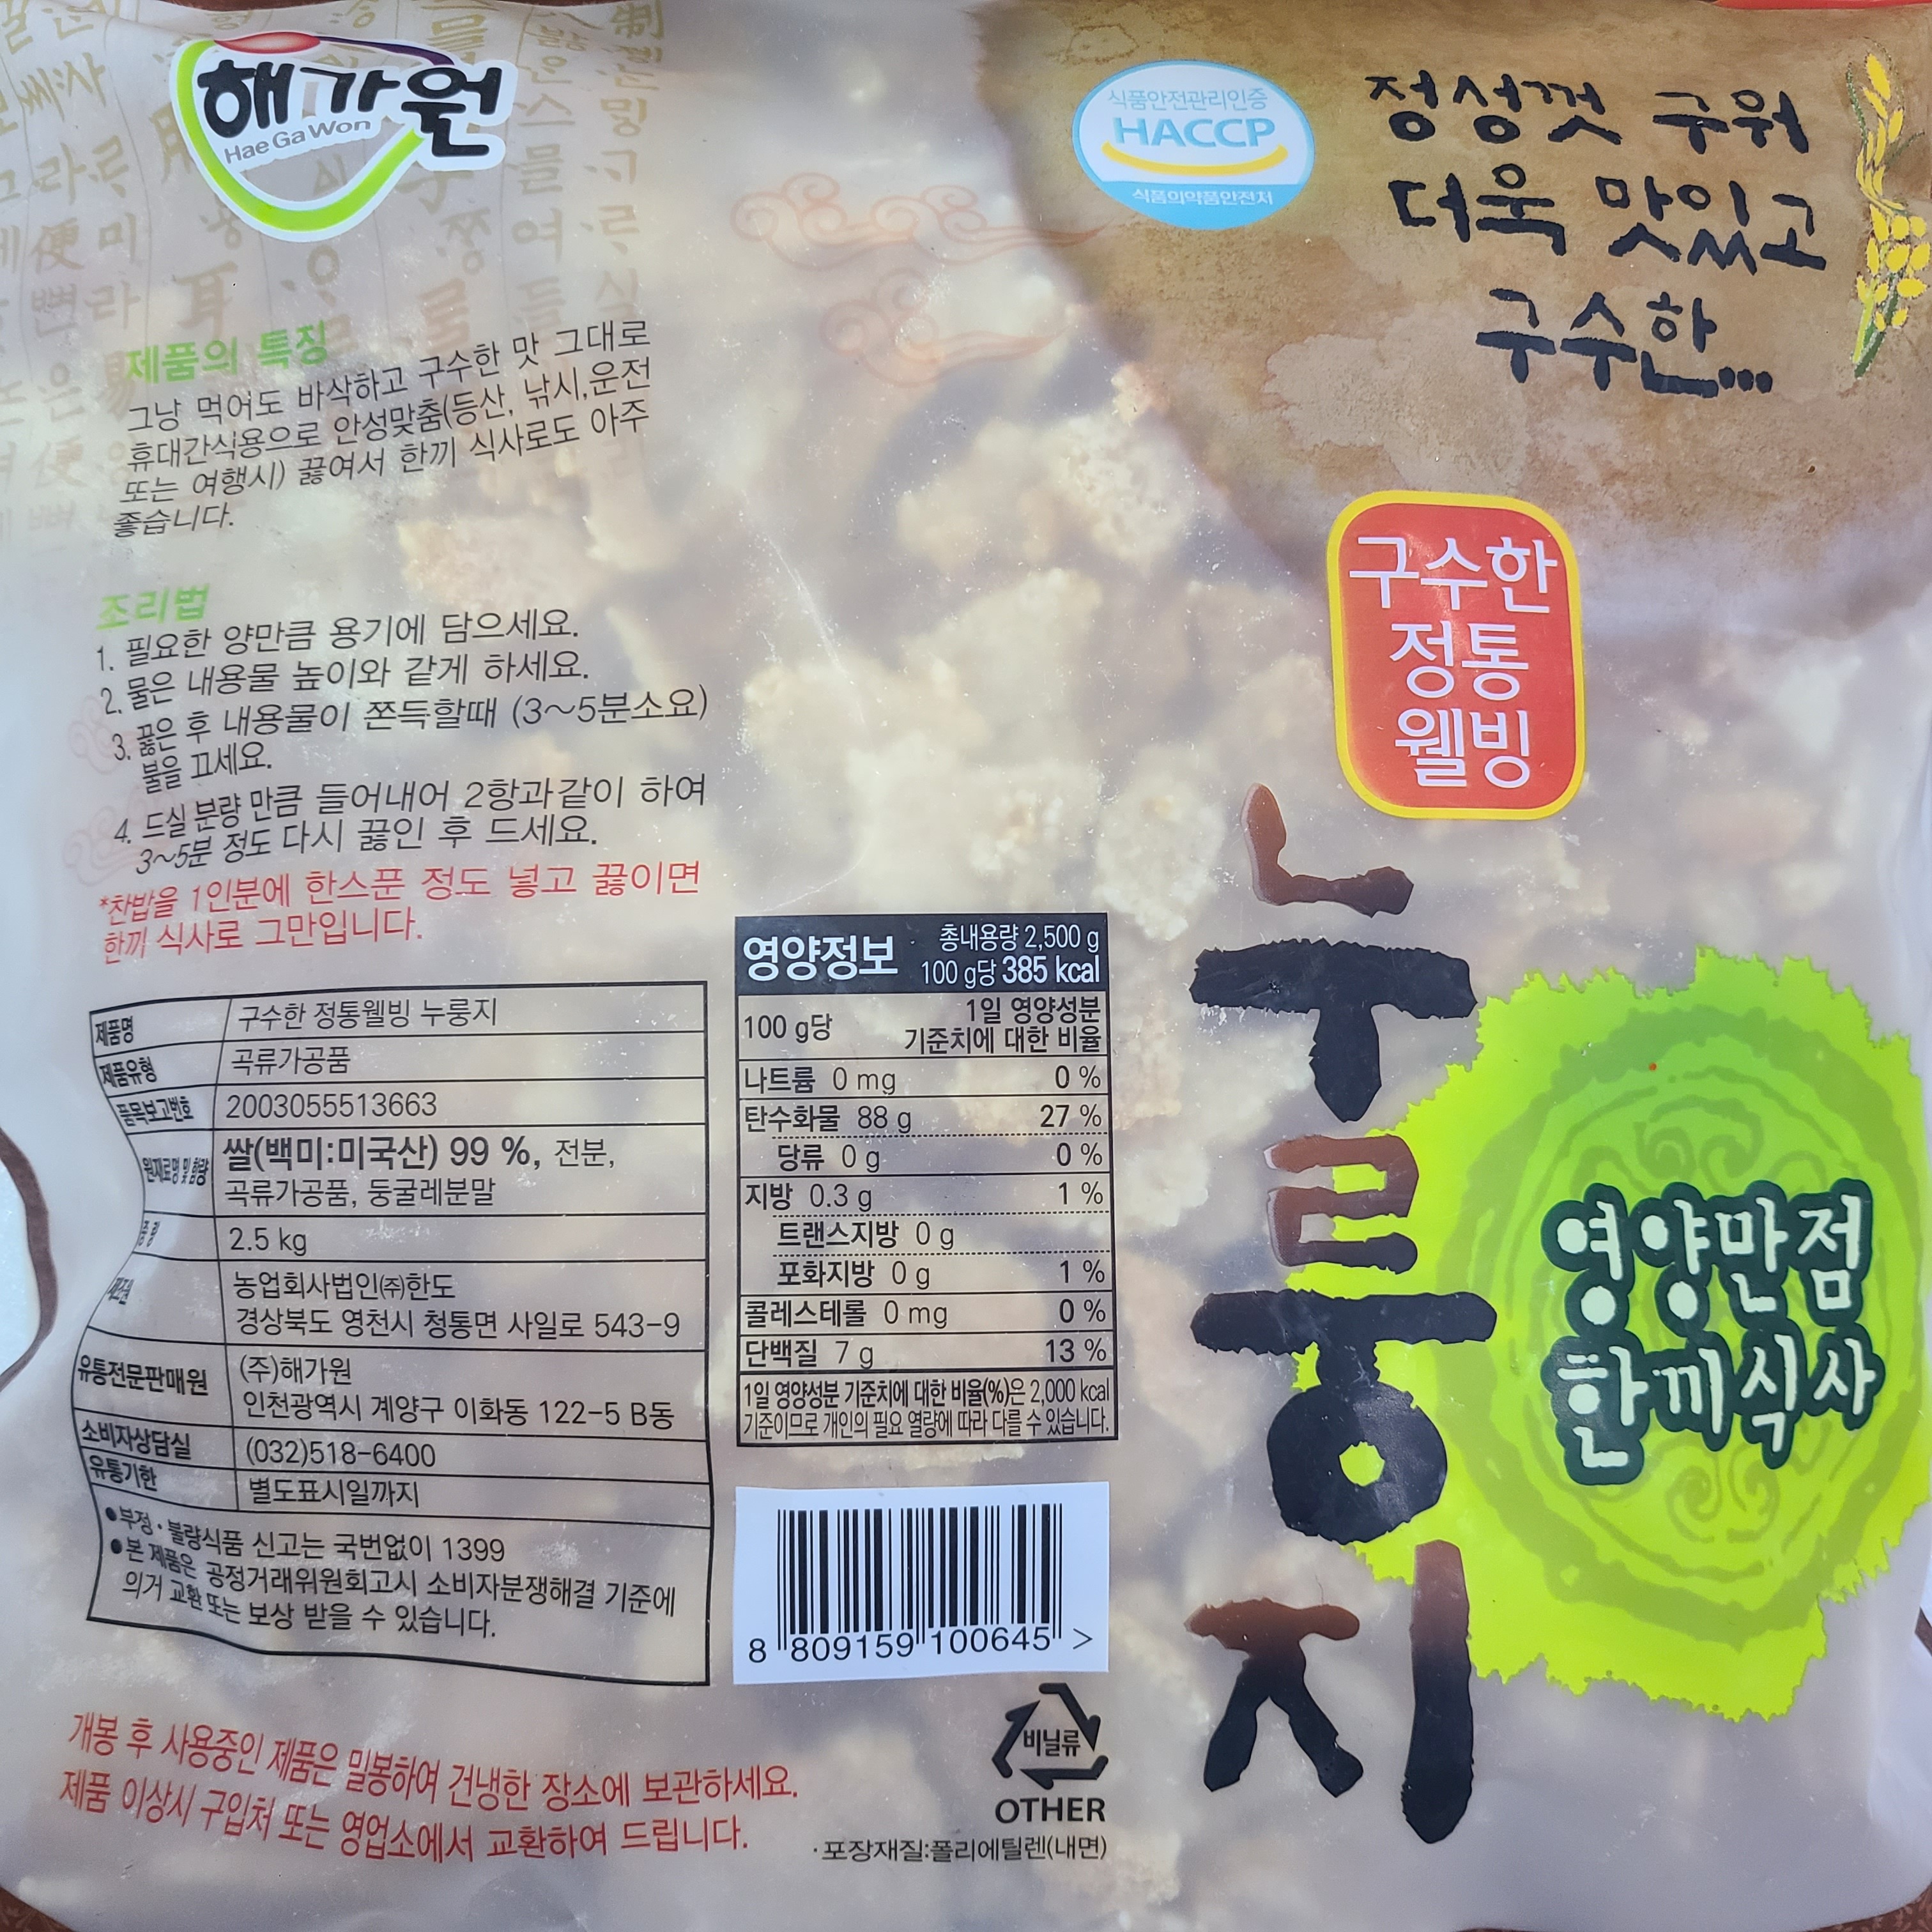 해가원
Hae Ga Won
식품안전관리인증
HACCP
식품의약품안전처
정성껏 구워
더욱 맛있고
구수한...
제품의 특징
그냥 먹어도 바삭하고 구수한 맛 그대로
휴대간식용으로 안성맞춤(등산, 낚시,운전
또는 여행시) 끓여서 한끼 식사로도 아주
좋습니다.
조리법
1. 필요한 양만큼 용기에 담으세요.
2. 물은 내용물 높이와 같게 하세요.
3. 끓은 후 내용물이 쫀득할때 (3~5분소요)
불을 끄세요.
4. 드실 분량 만큼 들어내어 2항과같이 하여
3~5분 정도 다시 끓인 후 드세요.
*찬밥을 1인분에 한스푼 정도 넣고 끓이면
한끼 식사로 그만입니다.
구수한
정통
웰빙
누룽지
영양만점
한끼식사
제품명 구수한 정통웰빙 누룽지
제품유형 곡류가공품
품목보고번호 2003055513663
원재료명 및 함량 쌀(백미:미국산) 99 %, 전분,
곡류가공품, 둥굴레분말
중량 2.5 kg
제조원 농업회사법인㈜한도
경상북도 영천시 청통면 사일로 543-9
유통전문판매원 (주)해가원
인천광역시 계양구 이화동 122-5 B동
소비자상담실 (032)518-6400
유통기한 별도표시일까지
●부정·불량식품 신고는 국번없이 1399
●본 제품은 공정거래위원회고시 소비자분쟁해결 기준에
의거 교환 또는 보상 받을 수 있습니다.
영양정보 총내용량 2,500 g
100 g당 385 kcal
100 g당 1일 영양성분
기준치에 대한 비율
나트륨 0 mg 0 %
탄수화물 88 g 27 %
당류 0 g 0 %
지방 0.3 g 1 %
트랜스지방 0 g
포화지방 0 g 1 %
콜레스테롤 0 mg 0 %
단백질 7 g 13 %
1일 영양성분 기준치에 대한 비율(%)은 2,000 kcal
기준이므로 개인의 필요 열량에 따라 다를 수 있습니다.
8 809159 100645 >
비닐류
OTHER
·포장재질:폴리에틸렌(내면)
개봉 후 사용중인 제품은 밀봉하여 건냉한 장소에 보관하세요.
제품 이상시 구입처 또는 영업소에서 교환하여 드립니다.